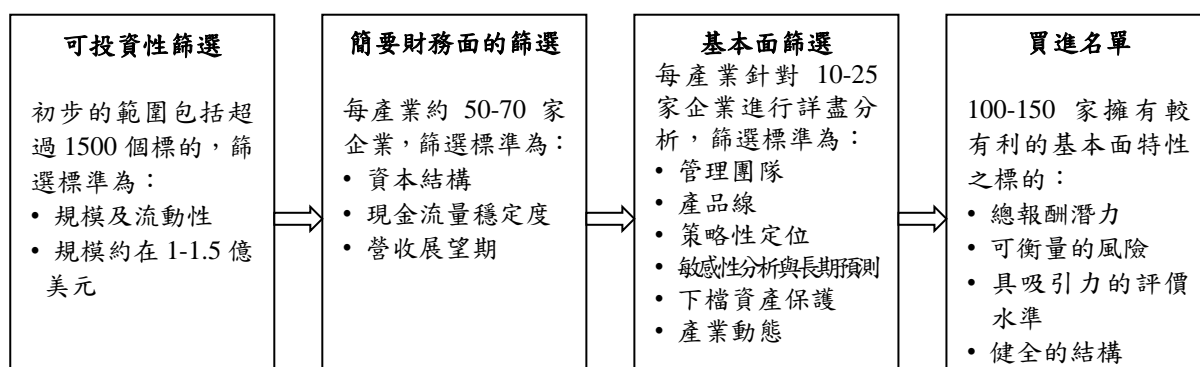 可投資性篩選
初步的範圍包括超
過 1500 個標的，篩
選標準為：
• 規模及流動性
• 規模約在 1-1.5 億
美元
簡要財務面的篩選
每產業約 50-70 家
企業，篩選標準為：
• 資本結構
• 現金流量穩定度
• 營收展望期
基本面篩選
每產業針對 10-25
家企業進行詳盡分
析，篩選標準為：
• 管理團隊
• 產品線
• 策略性定位
• 敏感性分析與長期預測
• 下檔資產保護
• 產業動態
買進名單
100-150 家擁有較
有利的基本面特性
之標的：
• 總報酬潛力
• 可衡量的風險
• 具吸引力的評價
水準
• 健全的結構